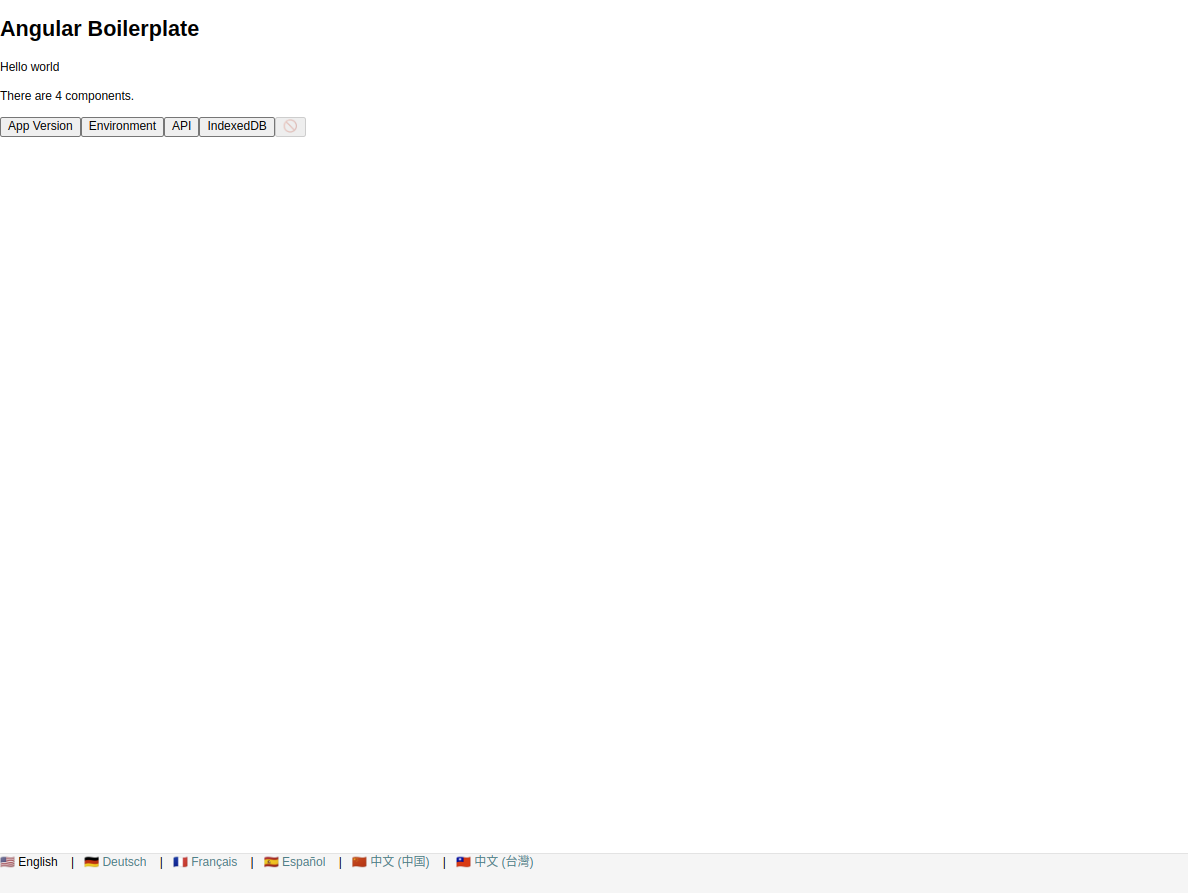 Angular Boilerplate
Hello world
There are 4 components.
App Version Environment API IndexedDB 🚫
🇺🇸 English | 🇩🇪 Deutsch | 🇫🇷 Français | 🇪🇸 Español | 🇨🇳 中文 (中国) | 🇹🇼 中文 (台灣)